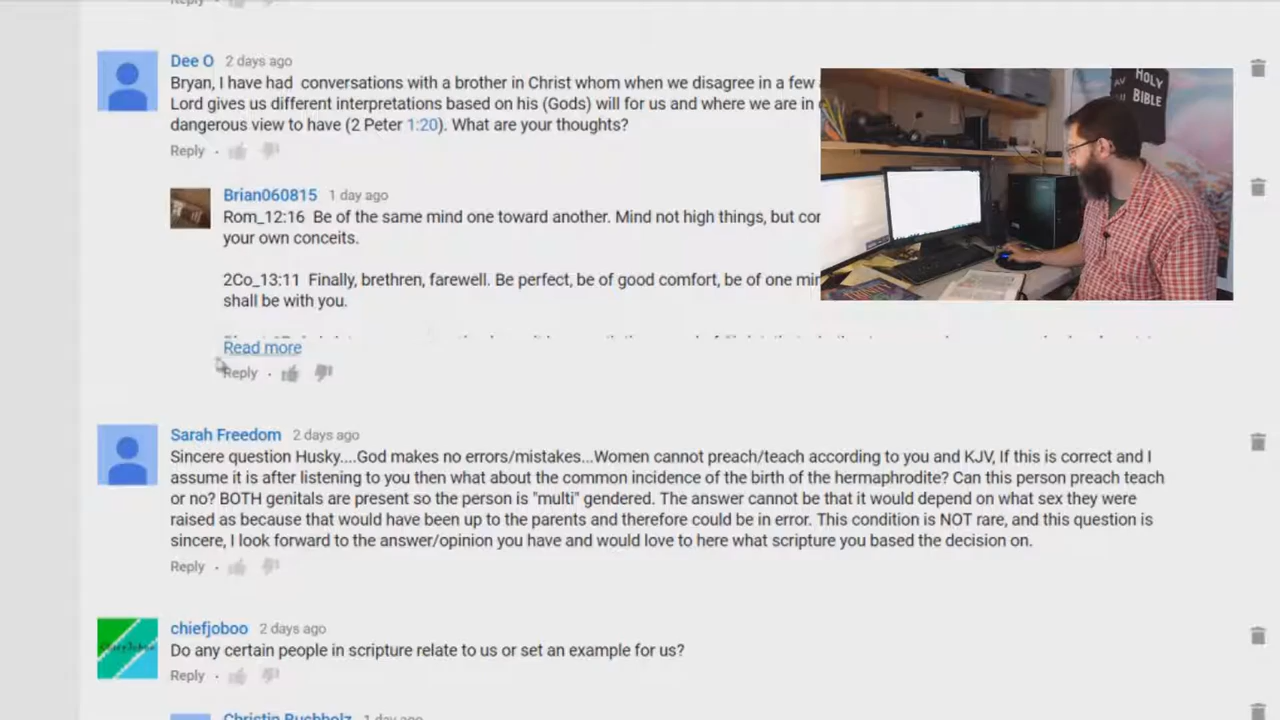 Reply
Dee O 2 days ago
Bryan, I have had conversations with a brother in Christ whom when we disagree in a few
Lord gives us different interpretations based on his (Gods) will for us and where we are in
dangerous view to have (2 Peter 1:20). What are your thoughts?
Reply
Brian060815 1 day ago
Rom_12:16 Be of the same mind one toward another. Mind not high things, but
your own conceits.
2Co_13:11 Finally, brethren, farewell. Be perfect, be of good comfort, be of one
shall be with you.
Read more
Reply
Sarah Freedom 2 days ago
Sincere question Husky....God makes no errors/mistakes...Women cannot preach/teach according to you and KJV, If this is correct and I
assume it is after listening to you then what about the common incidence of the birth of the hermaphrodite? Can this person preach teach
or no? BOTH genitals are present so the person is "multi" gendered. The answer cannot be that it would depend on what sex they were
raised as because that would have been up to the parents and therefore could be in error. This condition is NOT rare, and this question is
sincere, I look forward to the answer/opinion you have and would love to here what scripture you based the decision on.
Reply
chiefjoboo 2 days ago
Do any certain people in scripture relate to us or set an example for us?
Reply
Christin Buchholz 1 day ago
AV
HOLY
BIBLE